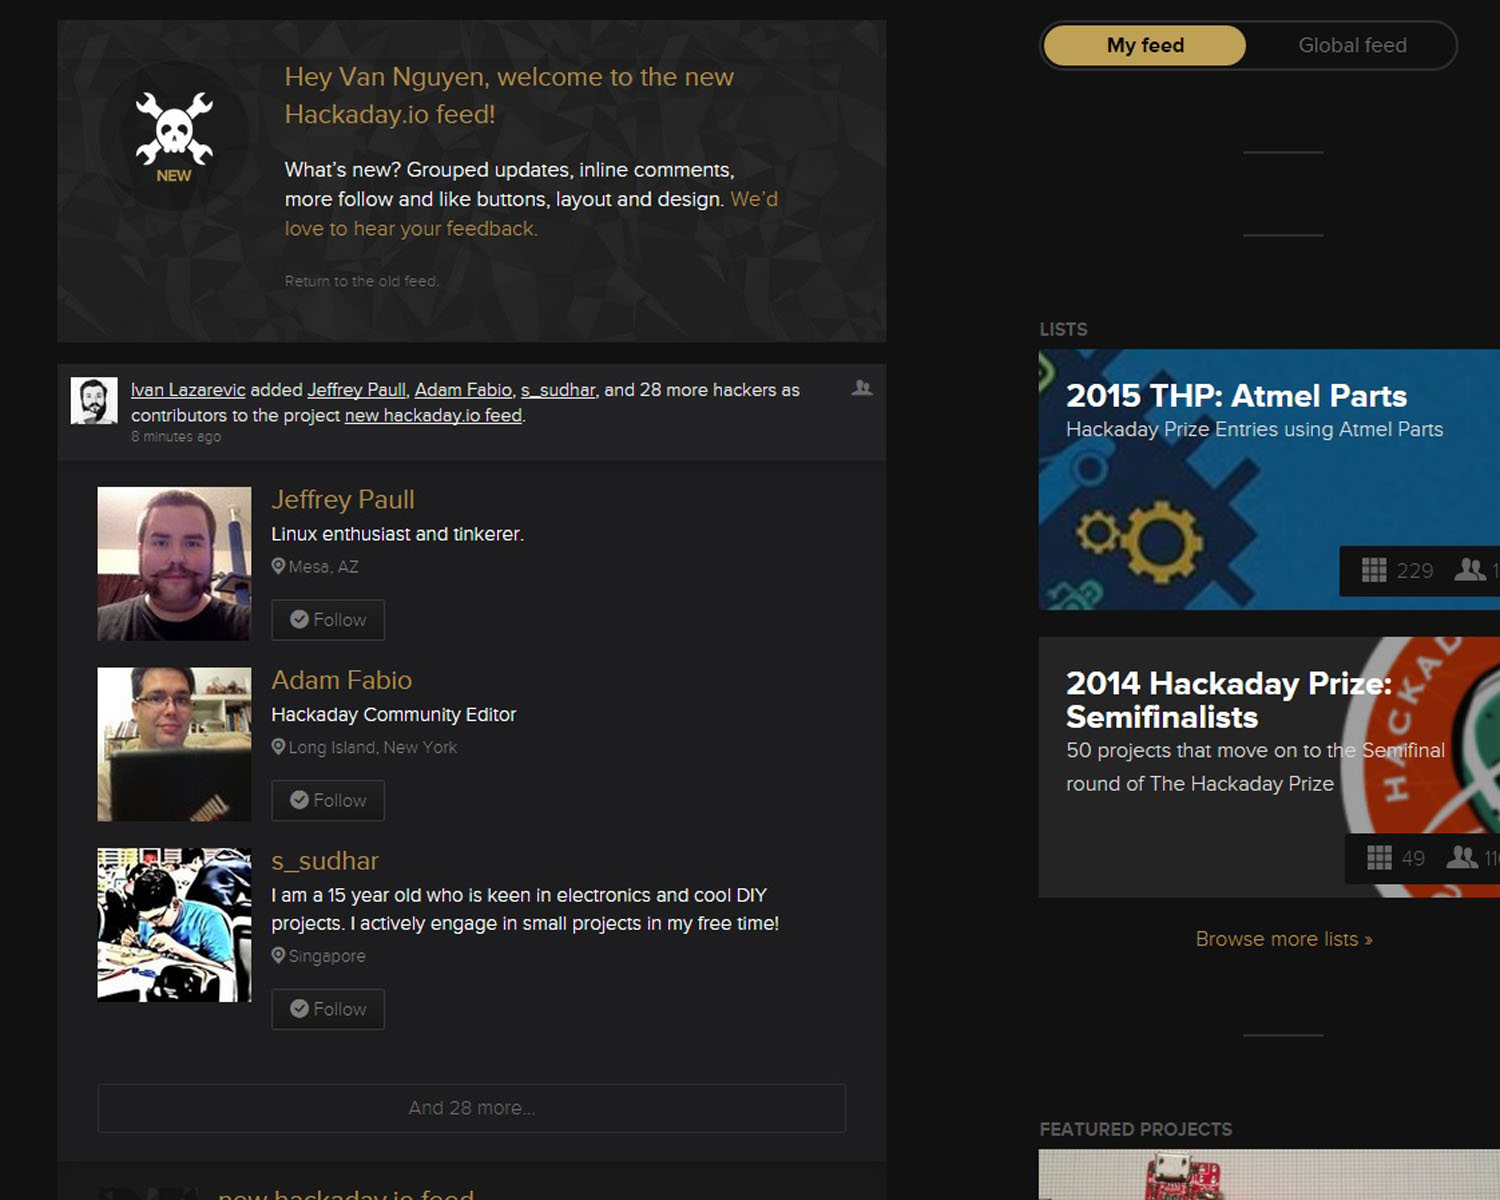 Hey Van Nguyen, welcome to the new
Hackaday.io feed!
NEW
What's new? Grouped updates, inline comments,
more follow and like buttons, layout and design. We'd
love to hear your feedback.
Return to the old feed.
Ivan Lazarevic added Jeffrey Paull, Adam Fabio, s_sudhar, and 28 more hackers as
contributors to the project new hackaday.io feed.
8 minutes ago
Jeffrey Paull
Linux enthusiast and tinkerer.
Mesa, AZ
Follow
Adam Fabio
Hackaday Community Editor
Long Island, New York
Follow
s_sudhar
I am a 15 year old who is keen in electronics and cool DIY
projects. I actively engage in small projects in my free time!
Singapore
Follow
And 28 more...
new hackaday.io feed
My feed
Global feed
LISTS
2015 THP: Atmel Parts
Hackaday Prize Entries using Atmel Parts
229
2014 Hackaday Prize:
Semifinalists
50 projects that move on to the Semifinal
round of The Hackaday Prize
HACKAD
49
Browse more lists »
FEATURED PROJECTS